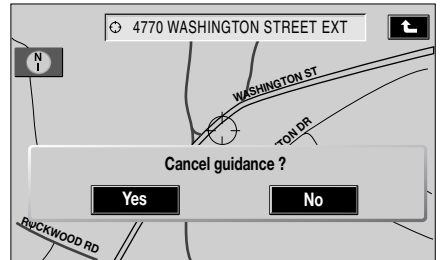 4770 WASHINGTON STREET EXT
N
WASHINGTON ST
TON DR
Cancel guidance ?
Yes No
ROCKWOOD RD